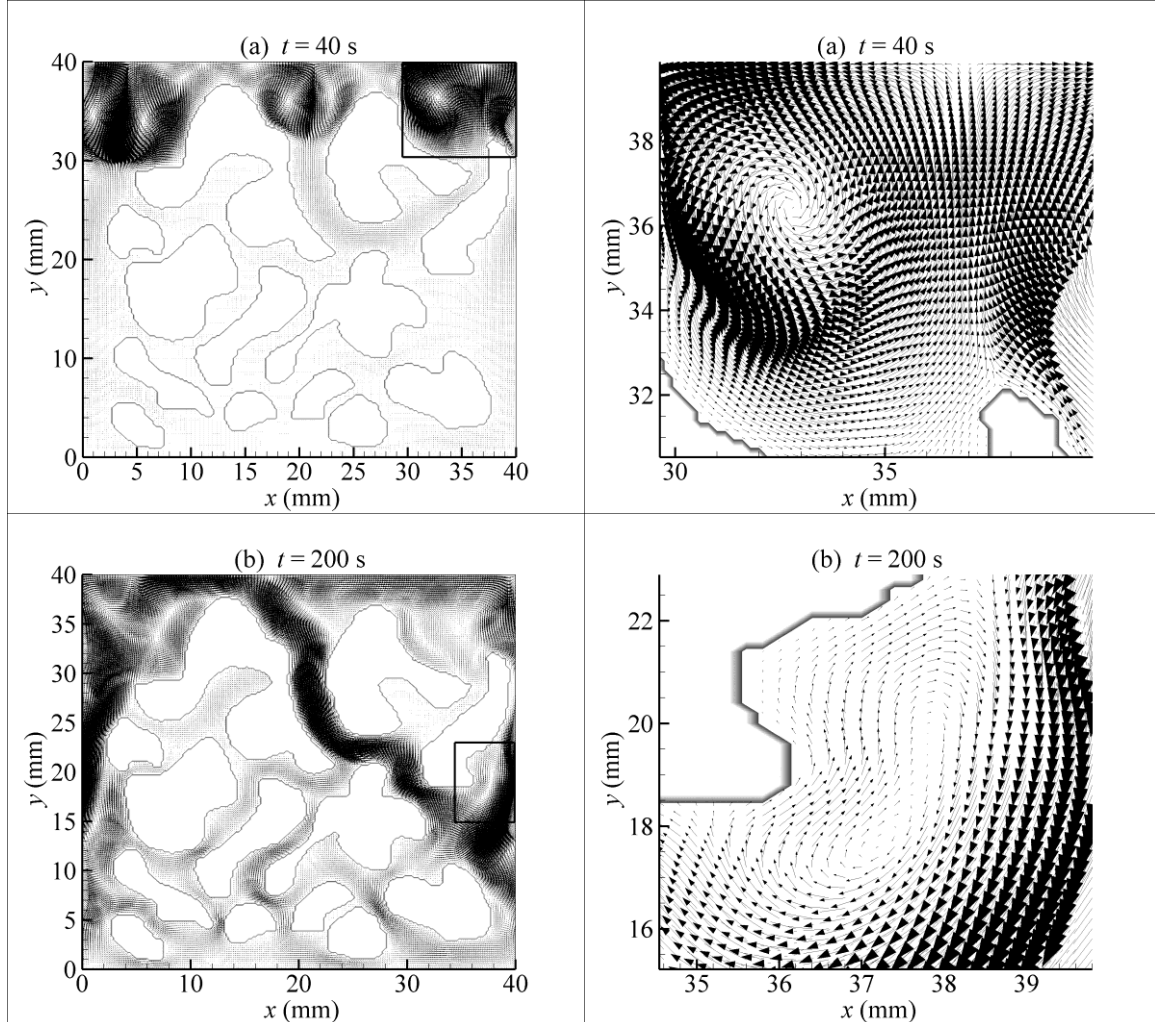 (a) t = 40 s
40
30
20
10
0
y (mm)
0 5 10 15 20 25 30 35 40
x (mm)
(a) t = 40 s
38
36
34
32
y (mm)
30 35
x (mm)
(b) t = 200 s
40
35
30
25
20
15
10
5
0
y (mm)
0 10 20 30 40
x (mm)
(b) t = 200 s
22
20
18
16
y (mm)
35 36 37 38 39
x (mm)